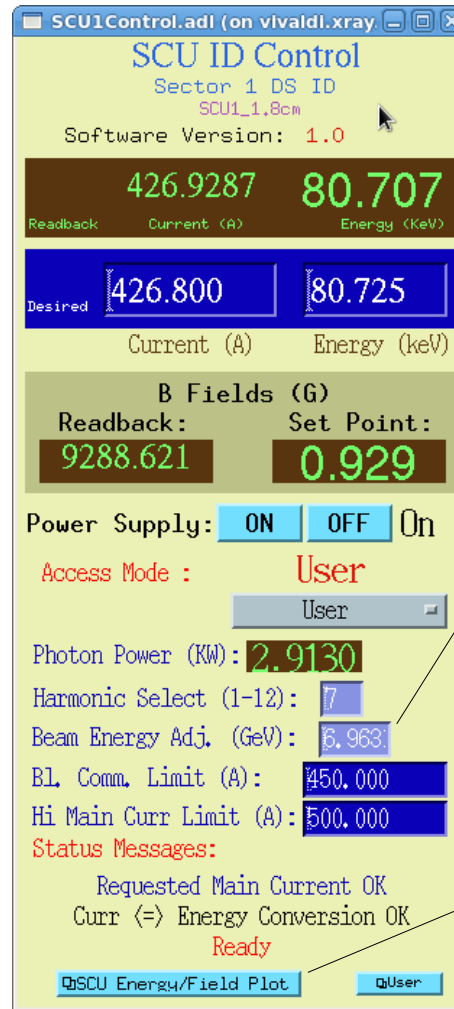 SCU1Control.adl (on vivaldi.xray.
SCU ID Control
Sector 1 DS ID
SCU1_1.8cm
Software Version: 1.0
426.9287 80.707
Readback Current (A) Energy (KeV)
Desired 426.800 80.725
Current (A) Energy (keV)
B Fields (G)
Readback: Set Point:
9288.621 0.929
Power Supply: ON OFF On
Access Mode : User
User
Photon Power (KW): 2.9130
Harmonic Select (1-12): 7
Beam Energy Adj. (GeV): 6.963
Bl. Comm. Limit (A): 450.000
Hi Main Curr Limit (A): 500.000
Status Messages:
Requested Main Current OK
Curr <=> Energy Conversion OK
Ready
SCU Energy/Field Plot User